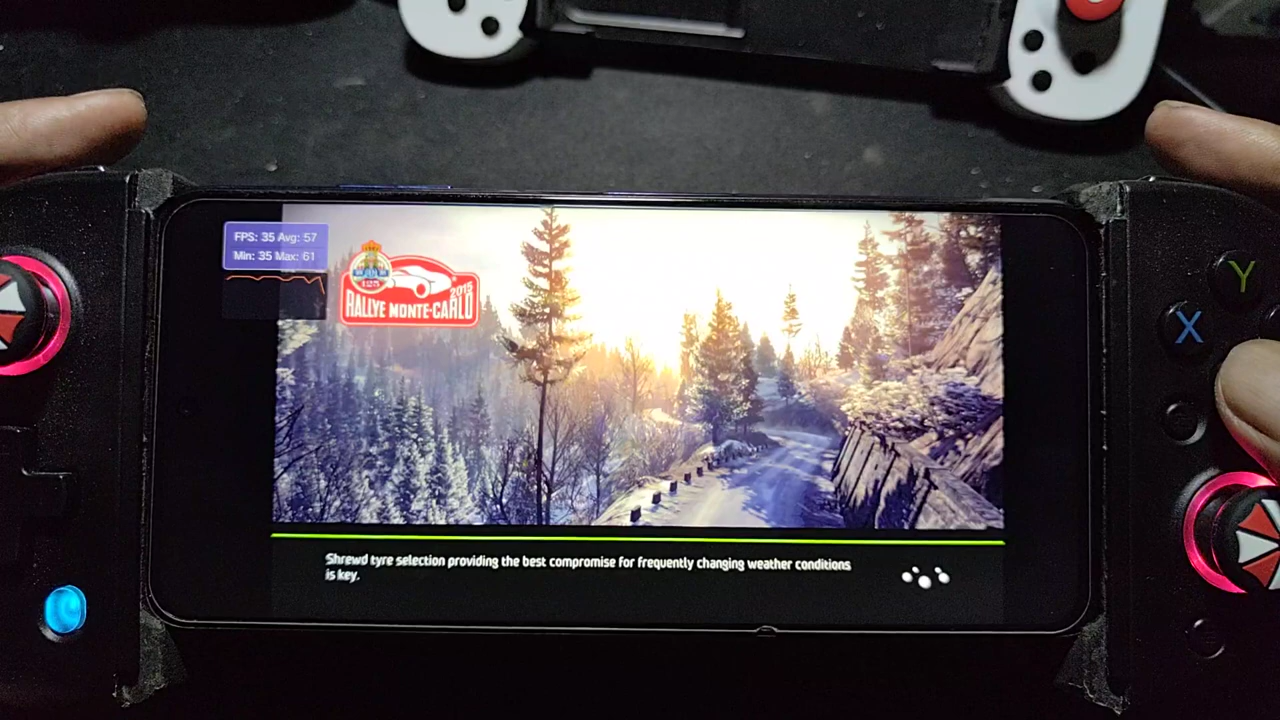 FPS: 35 Avg: 57
Min: 35 Max: 61
2015
RALLYE MONTE-CARLO
Y
X
Shrewd tyre selection providing the best compromise for frequently changing weather conditions
is key.